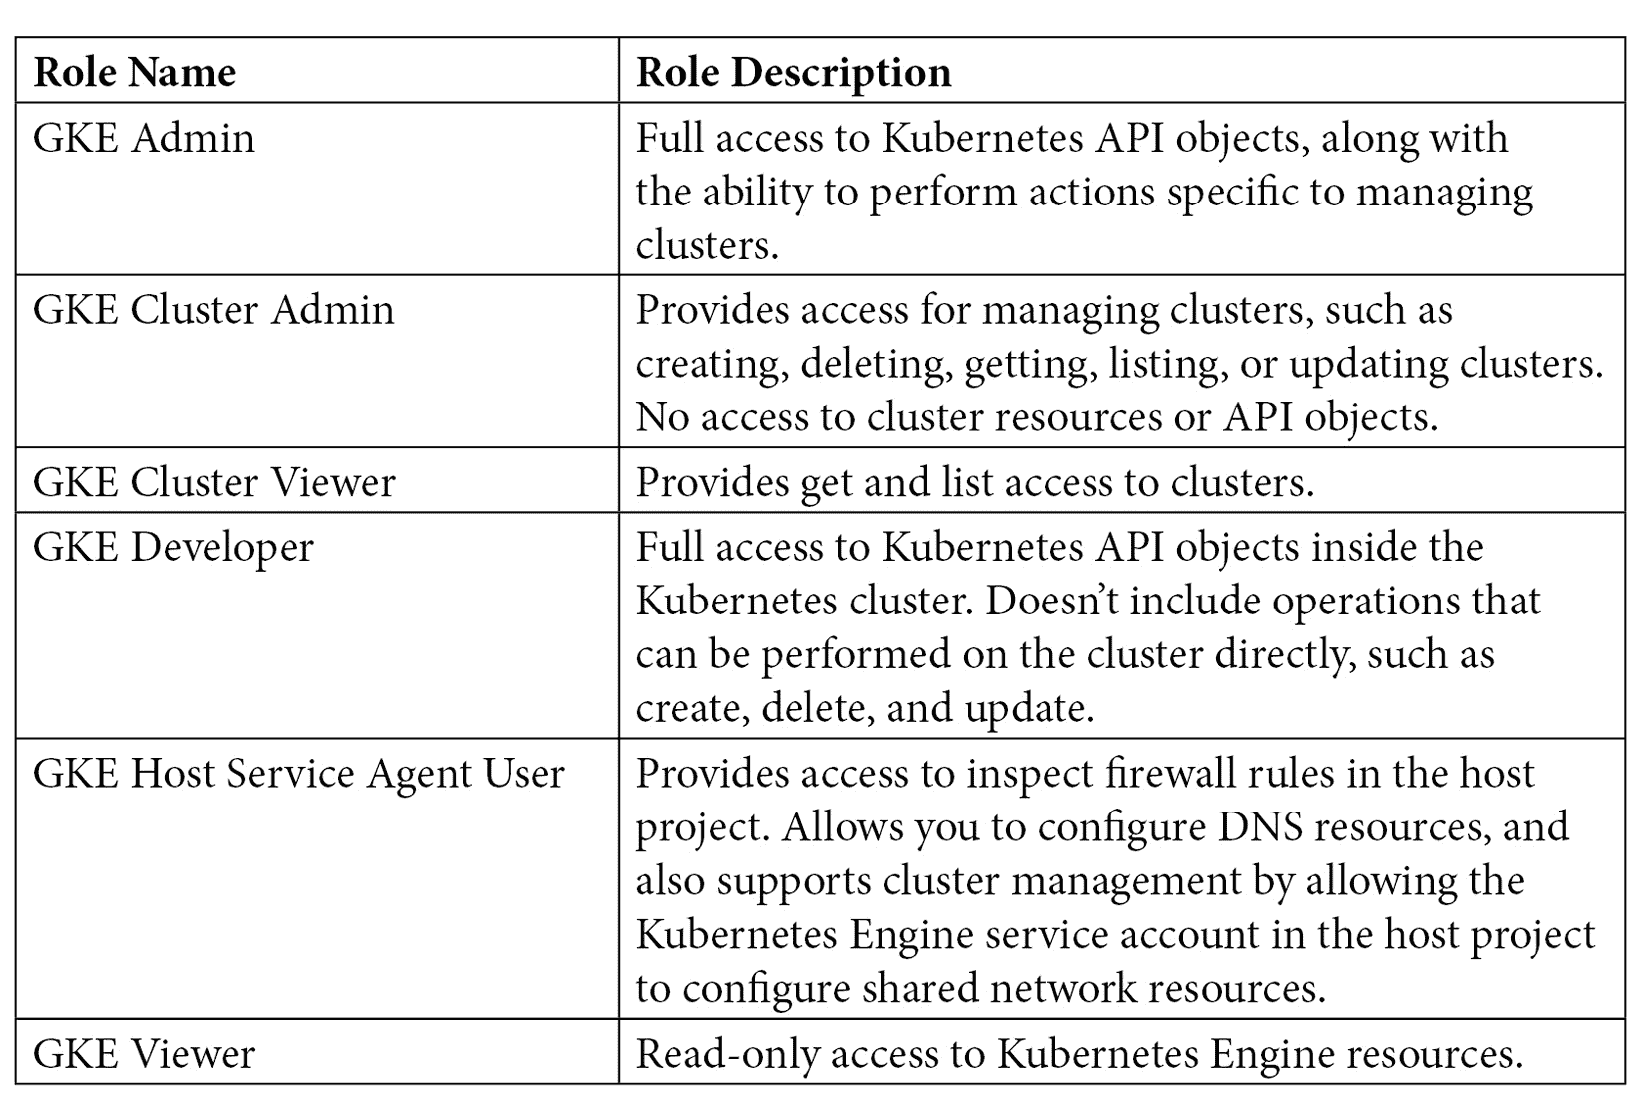 Role Name
Role Description
GKE Admin
Full access to Kubernetes API objects, along with
the ability to perform actions specific to managing
clusters.
GKE Cluster Admin
Provides access for managing clusters, such as
creating, deleting, getting, listing, or updating clusters.
No access to cluster resources or API objects.
GKE Cluster Viewer
Provides get and list access to clusters.
GKE Developer
Full access to Kubernetes API objects inside the
Kubernetes cluster. Doesn’t include operations that
can be performed on the cluster directly, such as
create, delete, and update.
GKE Host Service Agent User
Provides access to inspect firewall rules in the host
project. Allows you to configure DNS resources, and
also supports cluster management by allowing the
Kubernetes Engine service account in the host project
to configure shared network resources.
GKE Viewer
Read-only access to Kubernetes Engine resources.